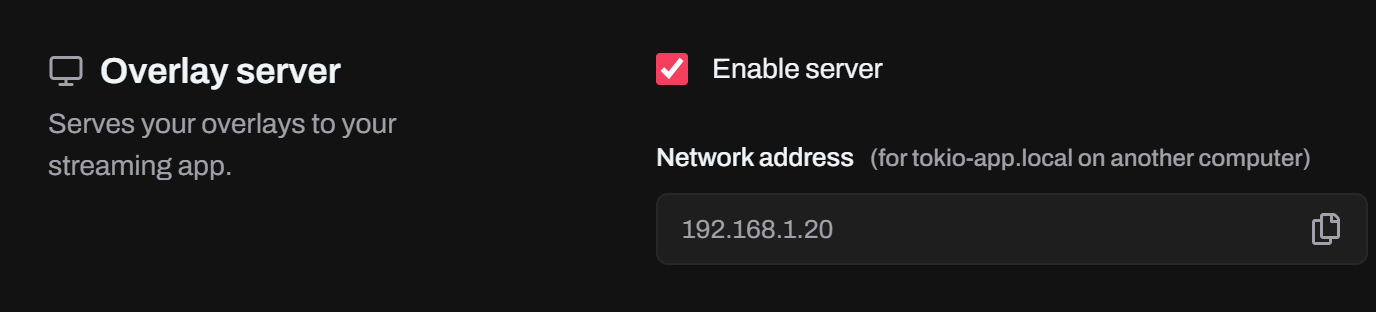 Overlay server
Serves your overlays to your
streaming app.
Enable server
Network address (for tokio-app.local on another computer)
192.168.1.20